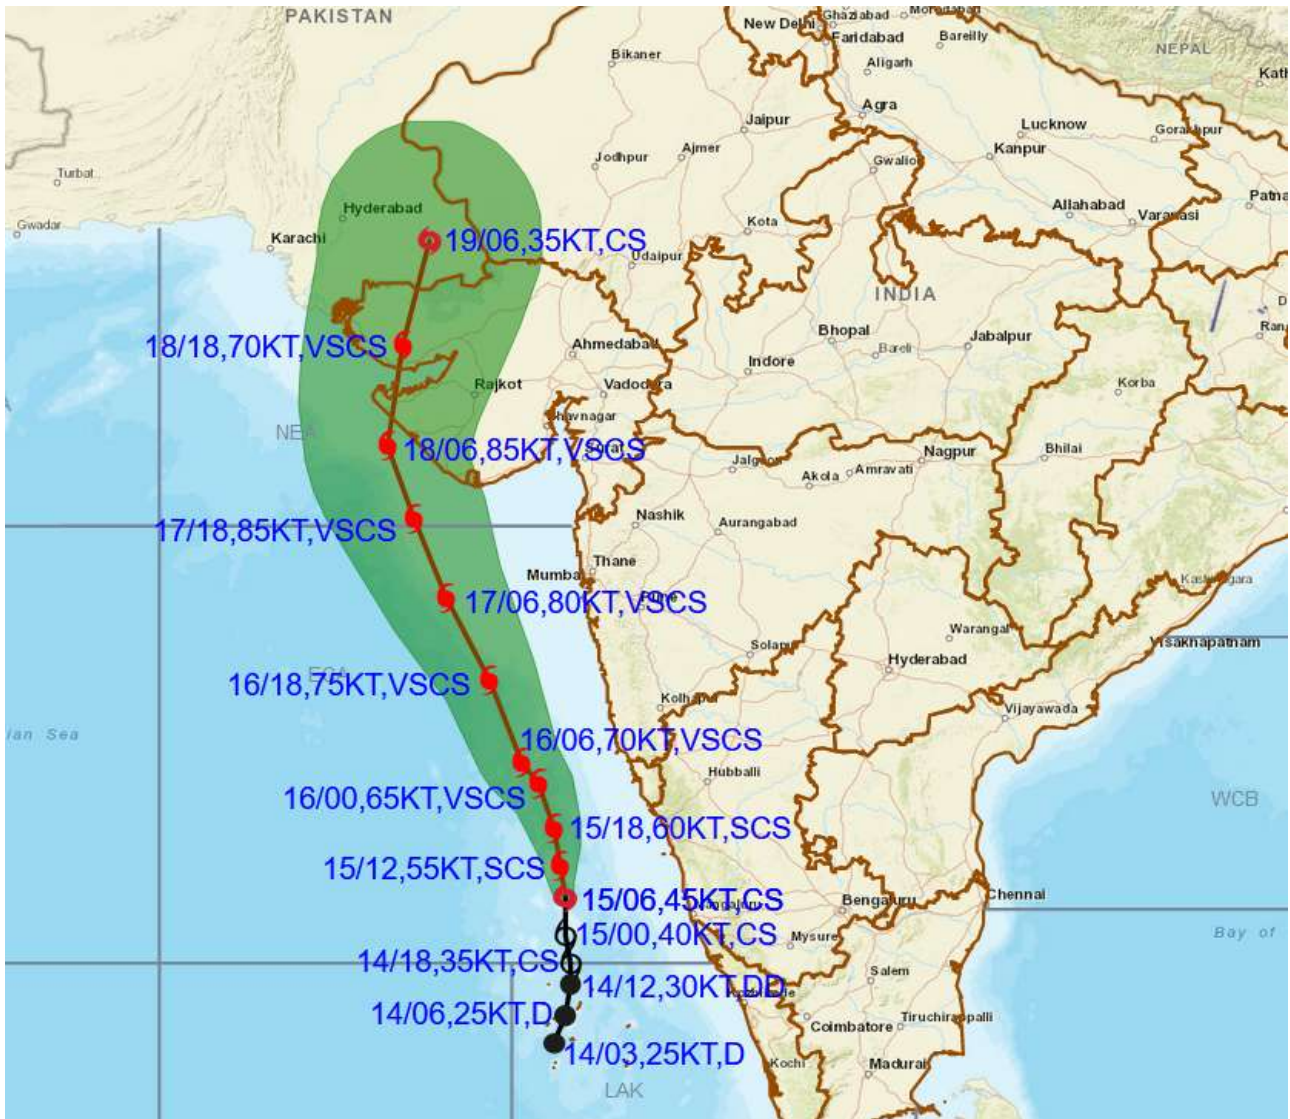 PAKISTAN
New Delhi
Ghaziabad
Moradabad
Faridabad
Bareilly
NEPAL
Bikaner
Aligarh
Agra
Jaipur
Lucknow
Gorakhpur
Kanpur
Jodhpur
Ajmer
Turbat
Hyderabad
Allahabad
Varanasi
Patna
Gwadar
Karachi
Kota
19/06,35KT,CS
Udaipur
INDIA
18/18,70KT,VSCS
Ahmedabad
Bhopal
Bareli
Jabalpur
Indore
Rajkot
Vadodara
Korba
Bhavnagar
18/06,85KT,VSCS
Jalgaon
Nagpur
Bhilai
Akola
Amravati
17/18,85KT,VSCS
Nashik
Aurangabad
Thane
Mumbai
17/06,80KT,VSCS
Warangal
Visakhapatnam
Solapur
Hyderabad
16/18,75KT,VSCS
Kolhapur
Vijayawada
ian Sea
16/06,70KT,VSCS
Hubballi
16/00,65KT,VSCS
WCB
15/18,60KT,SCS
15/12,55KT,SCS
15/06,45KT,CS
Bengaluru
Chennai
15/00,40KT,CS
Mysuru
Bay of
14/18,35KT,CS
Salem
14/12,30KT,DD
14/06,25KT,D
Coimbatore
Tiruchirappalli
14/03,25KT,D
Kochi
Madurai
LAK